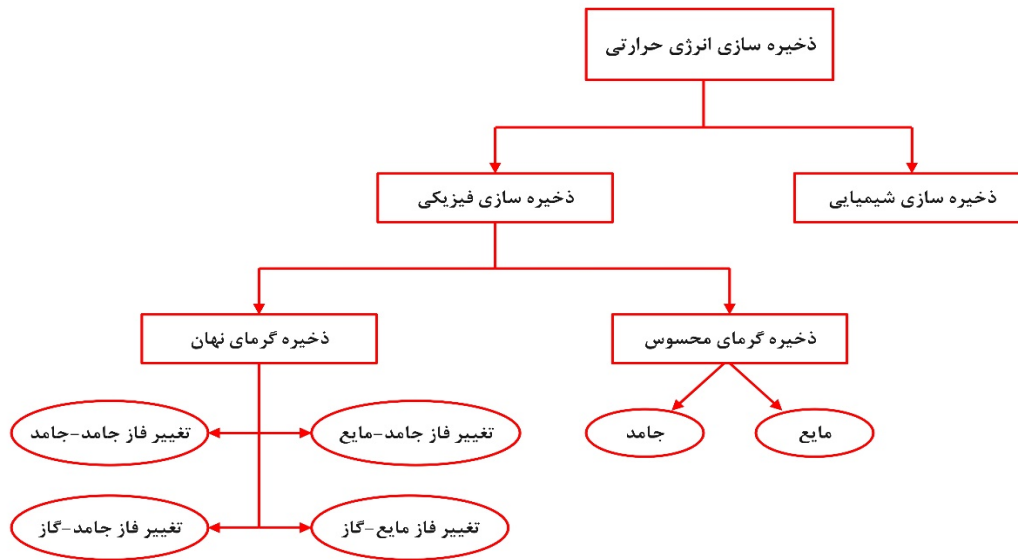 ذخیره سازی انرژی حرارتی
ذخیره سازی شیمیایی
ذخیره سازی فیزیکی
ذخیره گرمای محسوس
ذخیره گرمای نهان
مایع
جامد
تغییر فاز جامد-مایع
تغییر فاز جامد-جامد
تغییر فاز مایع-گاز
تغییر فاز جامد-گاز